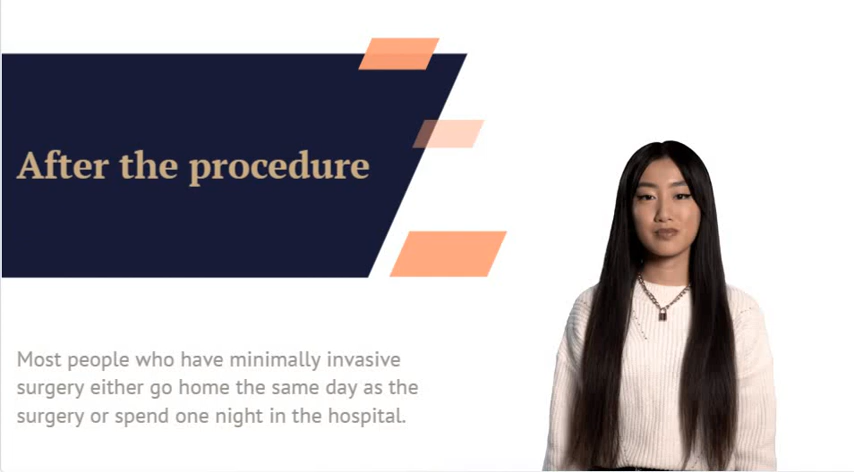 After the procedure
Most people who have minimally invasive
surgery either go home the same day as the
surgery or spend one night in the hospital.